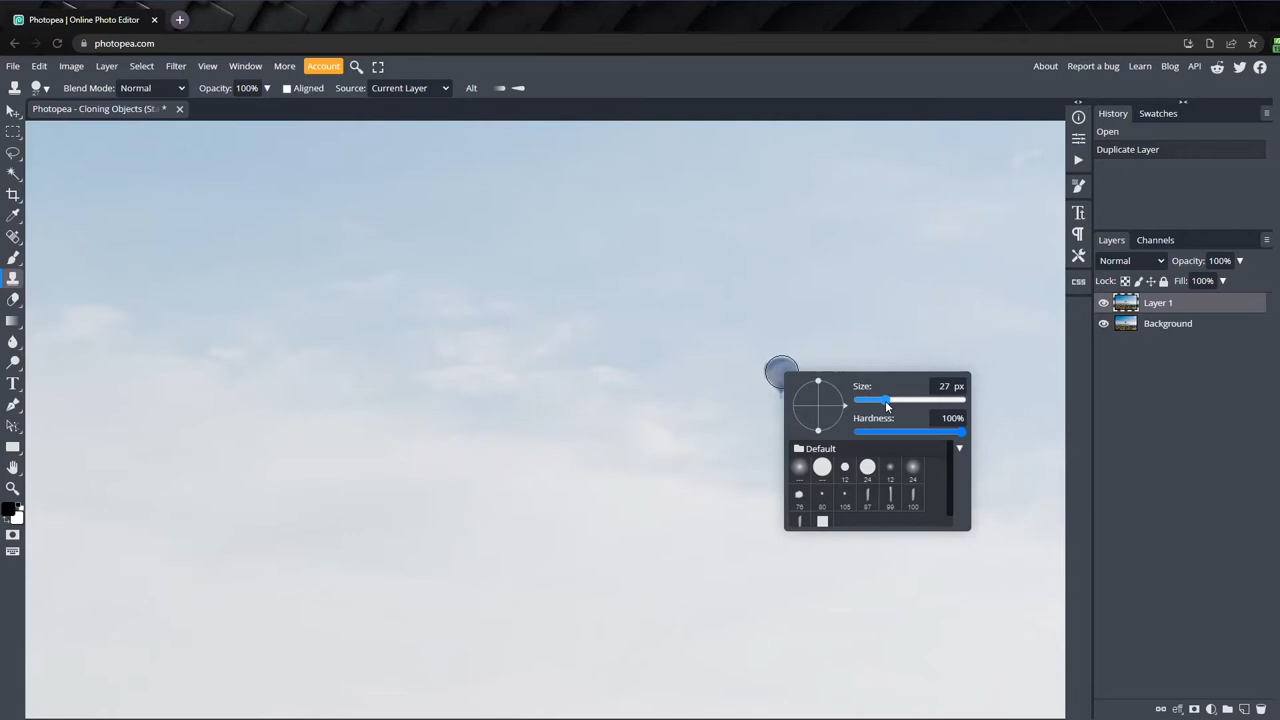 Photopea | Online Photo Editor
photopea.com
File Edit Image Layer Select Filter View Window More Account
About Report a bug Learn Blog API
27
Blend Mode: Normal Opacity: 100% Aligned Source: Current Layer Alt
Photopea - Cloning Objects (Sta *
History Swatches
Open
Duplicate Layer
Layers Channels
Normal Opacity: 100%
Lock: Fill: 100%
Layer 1
Background
CSS
Size: 27 px
Hardness: 100%
Default
--- --- 12 24 12 24
80 105 87 99 100